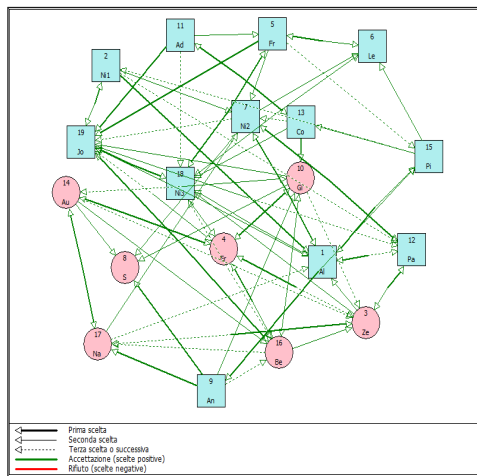 11
Ad
5
Fr
6
Le
2
Ni1
7
Ni2
13
Co
19
Jo
15
Pi
18
Ni3
10
Gi
14
Au
4
12
Pa
8
S
1
Al
3
Ze
17
Na
16
Be
9
An
Prima scelta
Seconda scelta
Terza scelta o successiva
Accettazione (scelte positive)
Rifiuto (scelte negative)